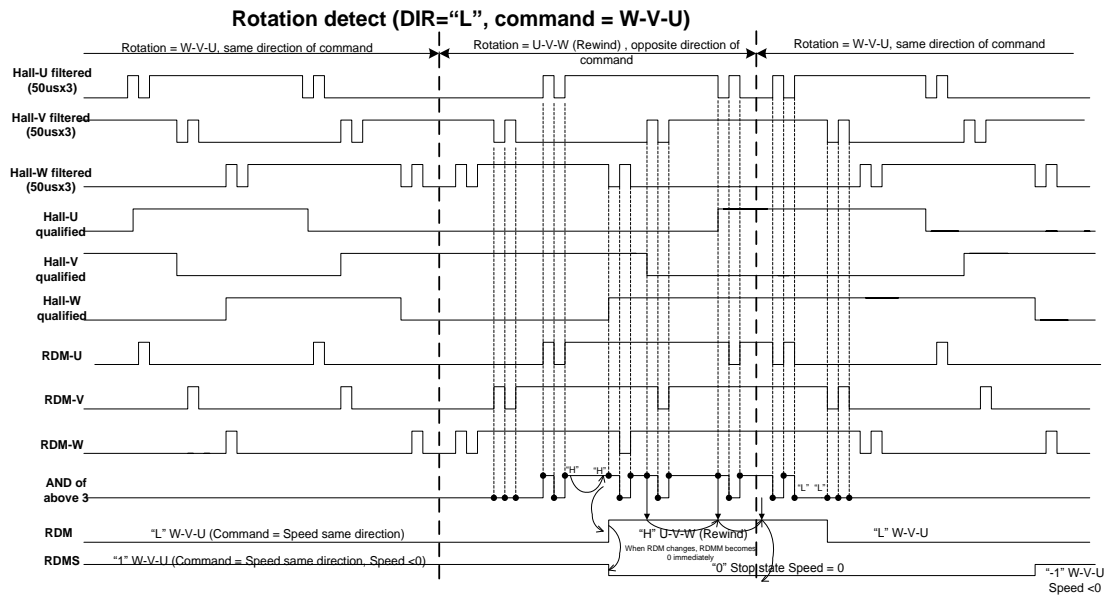 Rotation detect (DIR=“L”, command = W-V-U)
Rotation = W-V-U, same direction of command
Rotation = U-V-W (Rewind) , opposite direction of
command
Rotation = W-V-U, same direction of command
Hall-U filtered
(50usx3)
Hall-V filtered
(50usx3)
Hall-W filtered
(50usx3)
Hall-U
qualified
Hall-V
qualified
Hall-W
qualified
RDM-U
RDM-V
RDM-W
AND of
above 3
“H” “H”
“L” “L”
RDM
“L” W-V-U (Command = Speed same direction)
“H” U-V-W (Rewind)
When RDM changes, RDMM becomes
0 immediately
“L” W-V-U
RDMS
“1” W-V-U (Command = Speed same direction, Speed <0)
“0” Stop state Speed = 0
“-1” W-V-U
Speed <0